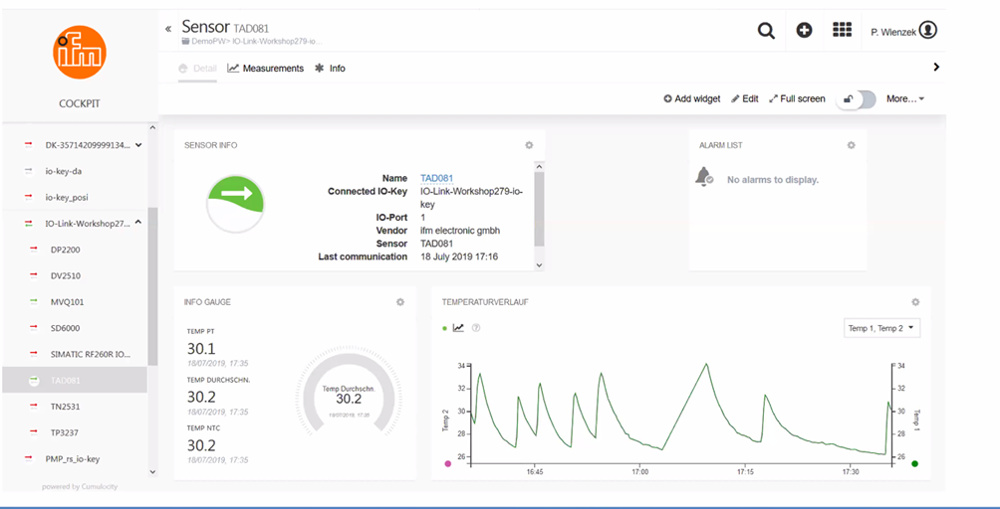 ifm
COCKPIT
DK-35714209999134...
io-key-da
io-key_posi
IO-Link-Workshop27...
DP2200
DV2510
MVQ101
SD6000
SIMATIC RF260R IO...
TAD081
TN2531
TP3237
PMP_rs_io-key
powered by Cumulocity
« Sensor TAD081
DemoPW> IO-Link-Workshop279-io-...
P. Wienzek
Detail Measurements Info
Add widget Edit Full screen More...
SENSOR INFO
Name TAD081
Connected IO-Key IO-Link-Workshop279-io-
key
IO-Port 1
Vendor ifm electronic gmbh
Sensor TAD081
Last communication 18 July 2019 17:16
ALARM LIST
No alarms to display.
INFO GAUGE
TEMP PT
30.1
18/07/2019, 17:35
TEMP DURCHSCHN.
30.2
18/07/2019, 17:35
TEMP NTC
30.2
18/07/2019, 17:35
Temp Durchschn.
30.2
18/07/2019, 17:35
TEMPERATURVERLAUF
Temp 1, Temp 2
34
32
30
28
26
Temp 2
34
32
30
28
26
Temp 1
16:45 17:00 17:15 17:30